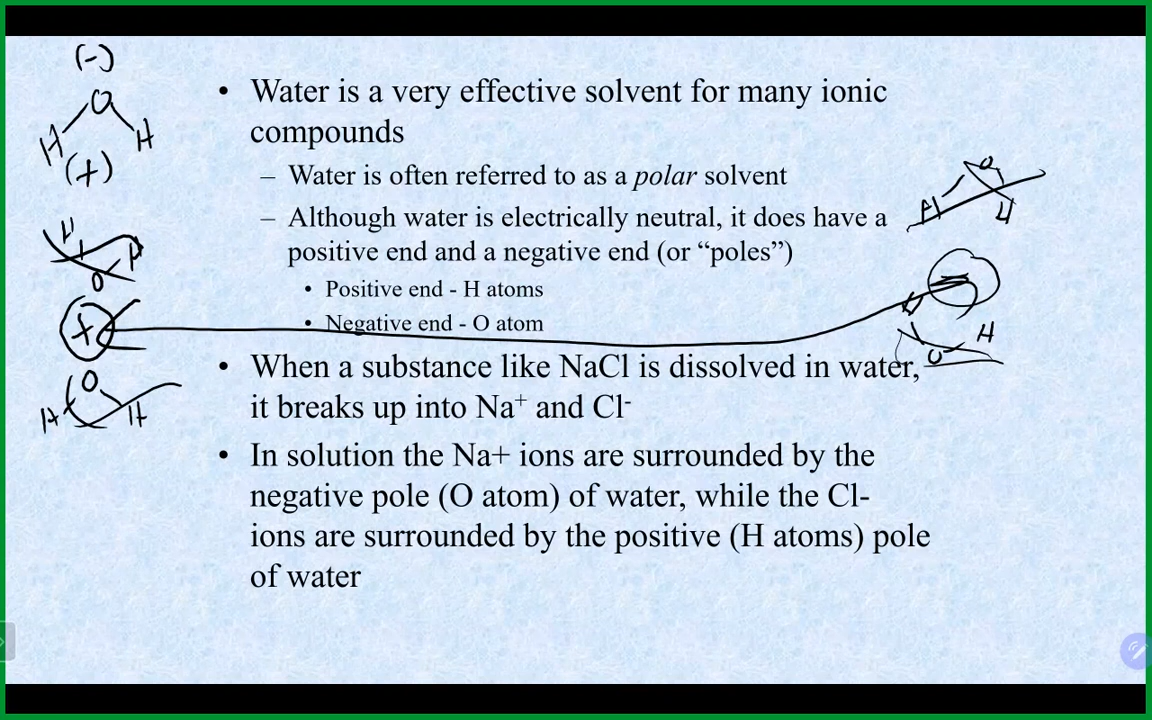 (-)
O
H H
(+)
• Water is a very effective solvent for many ionic
compounds
– Water is often referred to as a polar solvent
– Although water is electrically neutral, it does have a
positive end and a negative end (or “poles”)
• Positive end - H atoms
• Negative end - O atom
• When a substance like NaCl is dissolved in water,
it breaks up into Na⁺ and Cl⁻
• In solution the Na+ ions are surrounded by the
negative pole (O atom) of water, while the Cl-
ions are surrounded by the positive (H atoms) pole
of water
H
O
+
O
H H
O
H H
-
H
O